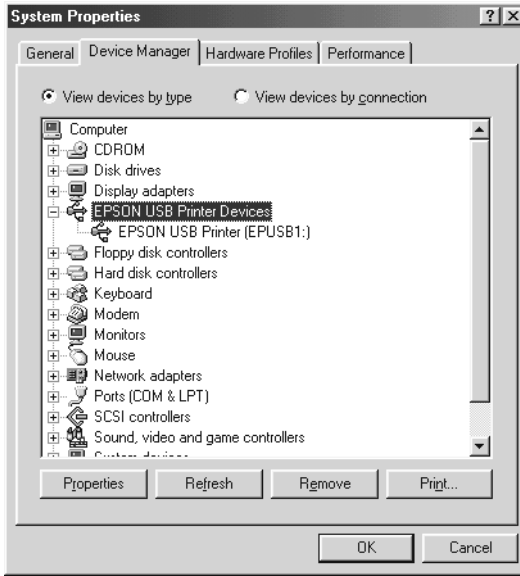 System Properties
? X
General Device Manager Hardware Profiles Performance
View devices by type View devices by connection
Computer
CDROM
Disk drives
Display adapters
EPSON USB Printer Devices
EPSON USB Printer (EPUSB1:)
Floppy disk controllers
Hard disk controllers
Keyboard
Modem
Monitors
Mouse
Network adapters
Ports (COM & LPT)
SCSI controllers
Sound, video and game controllers
System devices
Properties Refresh Remove Print...
OK Cancel